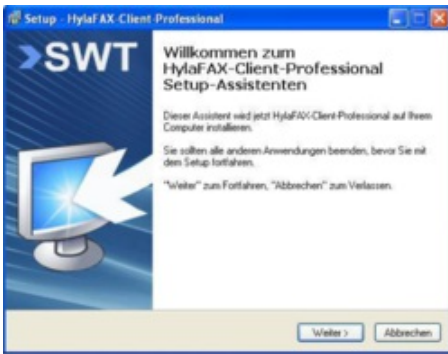 Setup - HylaFAX-Client-Professional
>SWT
Willkommen zum
HylaFAX-Client-Professional
Setup-Assistenten
Dieser Assistent wird jetzt HylaFAX-Client-Professional auf Ihrem
Computer installieren.
Sie sollten alle anderen Anwendungen beenden, bevor Sie mit
dem Setup fortfahren.
"Weiter" zum Fortfahren, "Abbrechen" zum Verlassen.
Weiter >
Abbrechen